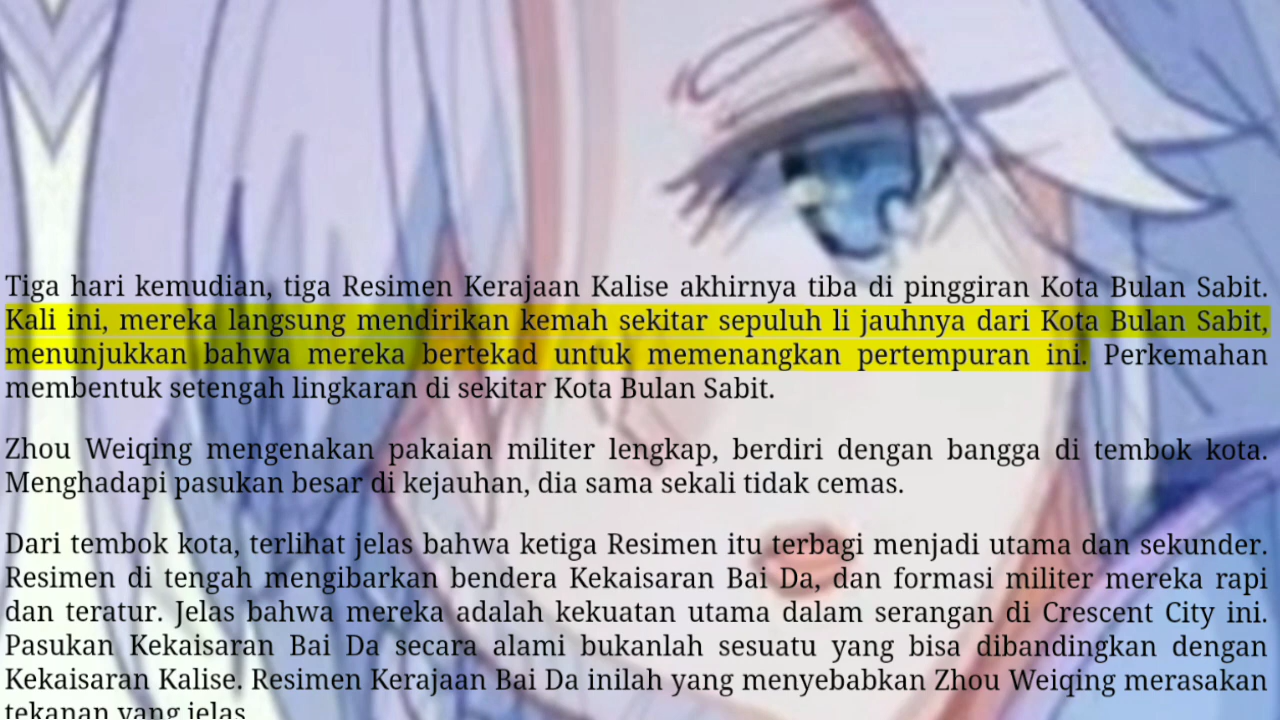 Tiga hari kemudian, tiga Resimen Kerajaan Kalise akhirnya tiba di pinggiran Kota Bulan Sabit.
Kali ini, mereka langsung mendirikan kemah sekitar sepuluh li jauhnya dari Kota Bulan Sabit,
menunjukkan bahwa mereka bertekad untuk memenangkan pertempuran ini. Perkemahan
membentuk setengah lingkaran di sekitar Kota Bulan Sabit.
Zhou Weiqing mengenakan pakaian militer lengkap, berdiri dengan bangga di tembok kota.
Menghadapi pasukan besar di kejauhan, dia sama sekali tidak cemas.
Dari tembok kota, terlihat jelas bahwa ketiga Resimen itu terbagi menjadi utama dan sekunder.
Resimen di tengah mengibarkan bendera Kekaisaran Bai Da, dan formasi militer mereka rapi
dan teratur. Jelas bahwa mereka adalah kekuatan utama dalam serangan di Crescent City ini.
Pasukan Kekaisaran Bai Da secara alami bukanlah sesuatu yang bisa dibandingkan dengan
Kekaisaran Kalise. Resimen Kerajaan Bai Da inilah yang menyebabkan Zhou Weiqing merasakan
tekanan yang jelas.